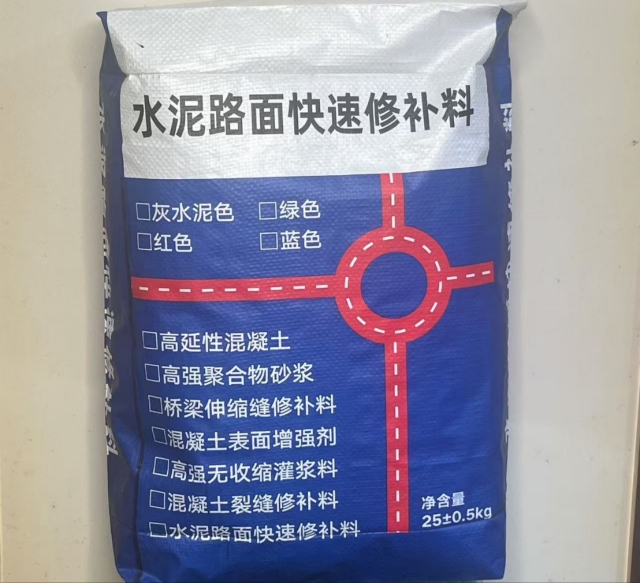 水泥路面快速修补料
□灰水泥色 □绿色
□红色 □蓝色
□高延性混凝土
□高强聚合物砂浆
□桥梁伸缩缝修补料
□混凝土表面增强剂
□高强无收缩灌浆料
□混凝土裂缝修补料
□水泥路面快速修补料
净含量
25±0.5kg